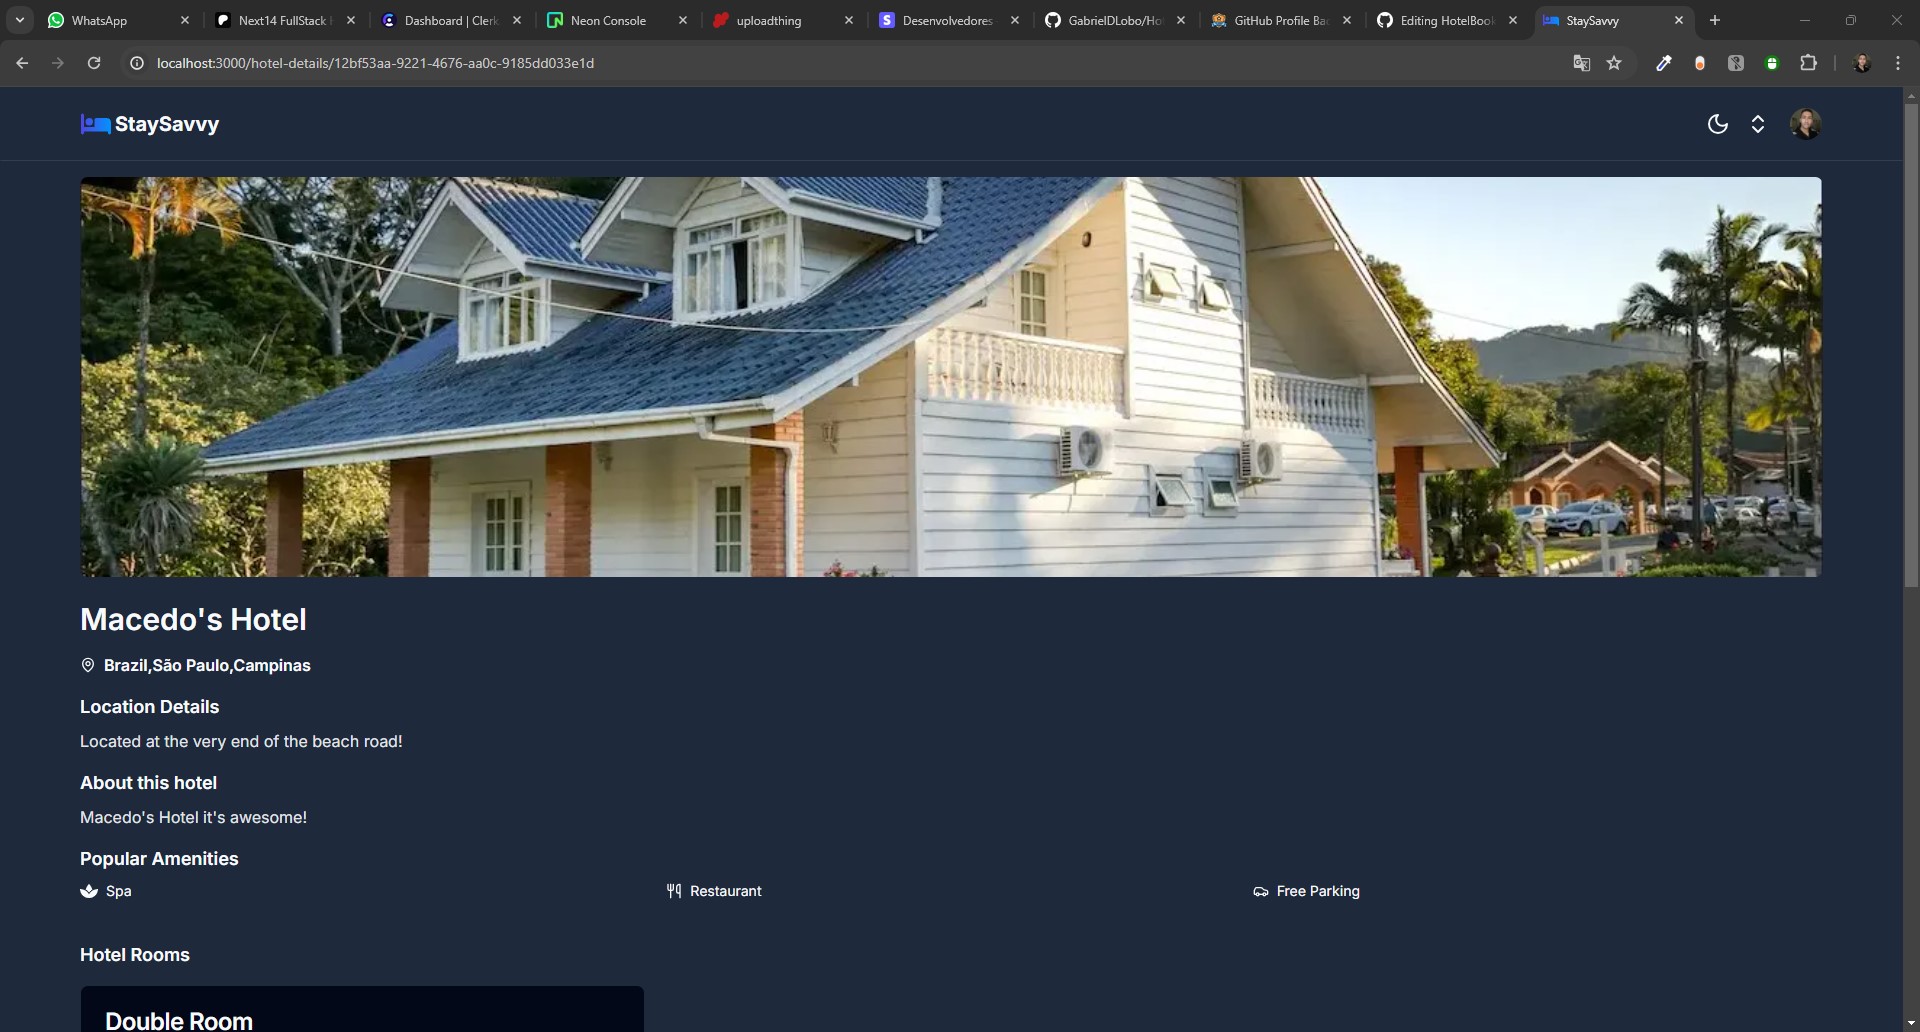 WhatsApp
Next14 FullStack
Dashboard | Clerk
Neon Console
uploadthing
Desenvolvedores
GabrielDLobo/Ho
GitHub Profile Ba
Editing HotelBook
StaySavvy
localhost:3000/hotel-details/12bf53aa-9221-4676-aa0c-9185dd033e1d
StaySavvy
Macedo's Hotel
Brazil,São Paulo,Campinas
Location Details
Located at the very end of the beach road!
About this hotel
Macedo's Hotel it's awesome!
Popular Amenities
Spa
Restaurant
Free Parking
Hotel Rooms
Double Room